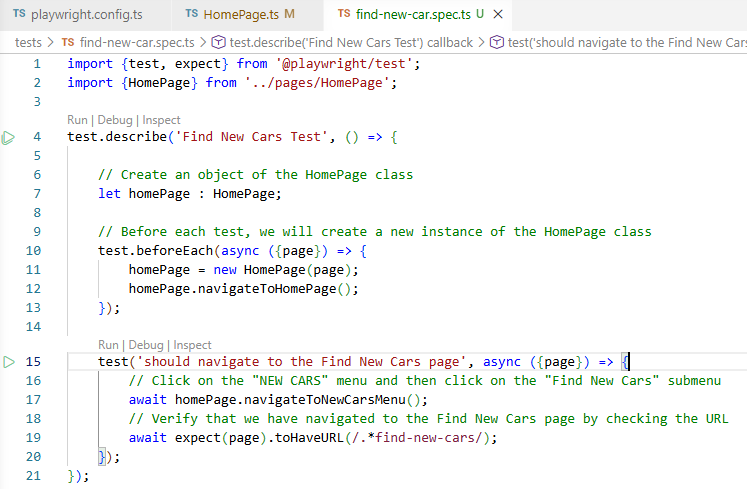 TS playwright.config.ts TS HomePage.ts M TS find-new-car.spec.ts U
tests > TS find-new-car.spec.ts > test.describe('Find New Cars Test') callback > test('should navigate to the Find New Cars
1 import {test, expect} from '@playwright/test';
2 import {HomePage} from '../pages/HomePage';
3
Run | Debug | Inspect
4 test.describe('Find New Cars Test', () => {
5
6 // Create an object of the HomePage class
7 let homePage : HomePage;
8
9 // Before each test, we will create a new instance of the HomePage class
10 test.beforeEach(async ({page}) => {
11 homePage = new HomePage(page);
12 homePage.navigateToHomePage();
13 });
14
Run | Debug | Inspect
15 test('should navigate to the Find New Cars page', async ({page}) => {
16 // Click on the "NEW CARS" menu and then click on the "Find New Cars" submenu
17 await homePage.navigateToNewCarsMenu();
18 // Verify that we have navigated to the Find New Cars page by checking the URL
19 await expect(page).toHaveURL(/.*find-new-cars/);
20 });
21 });